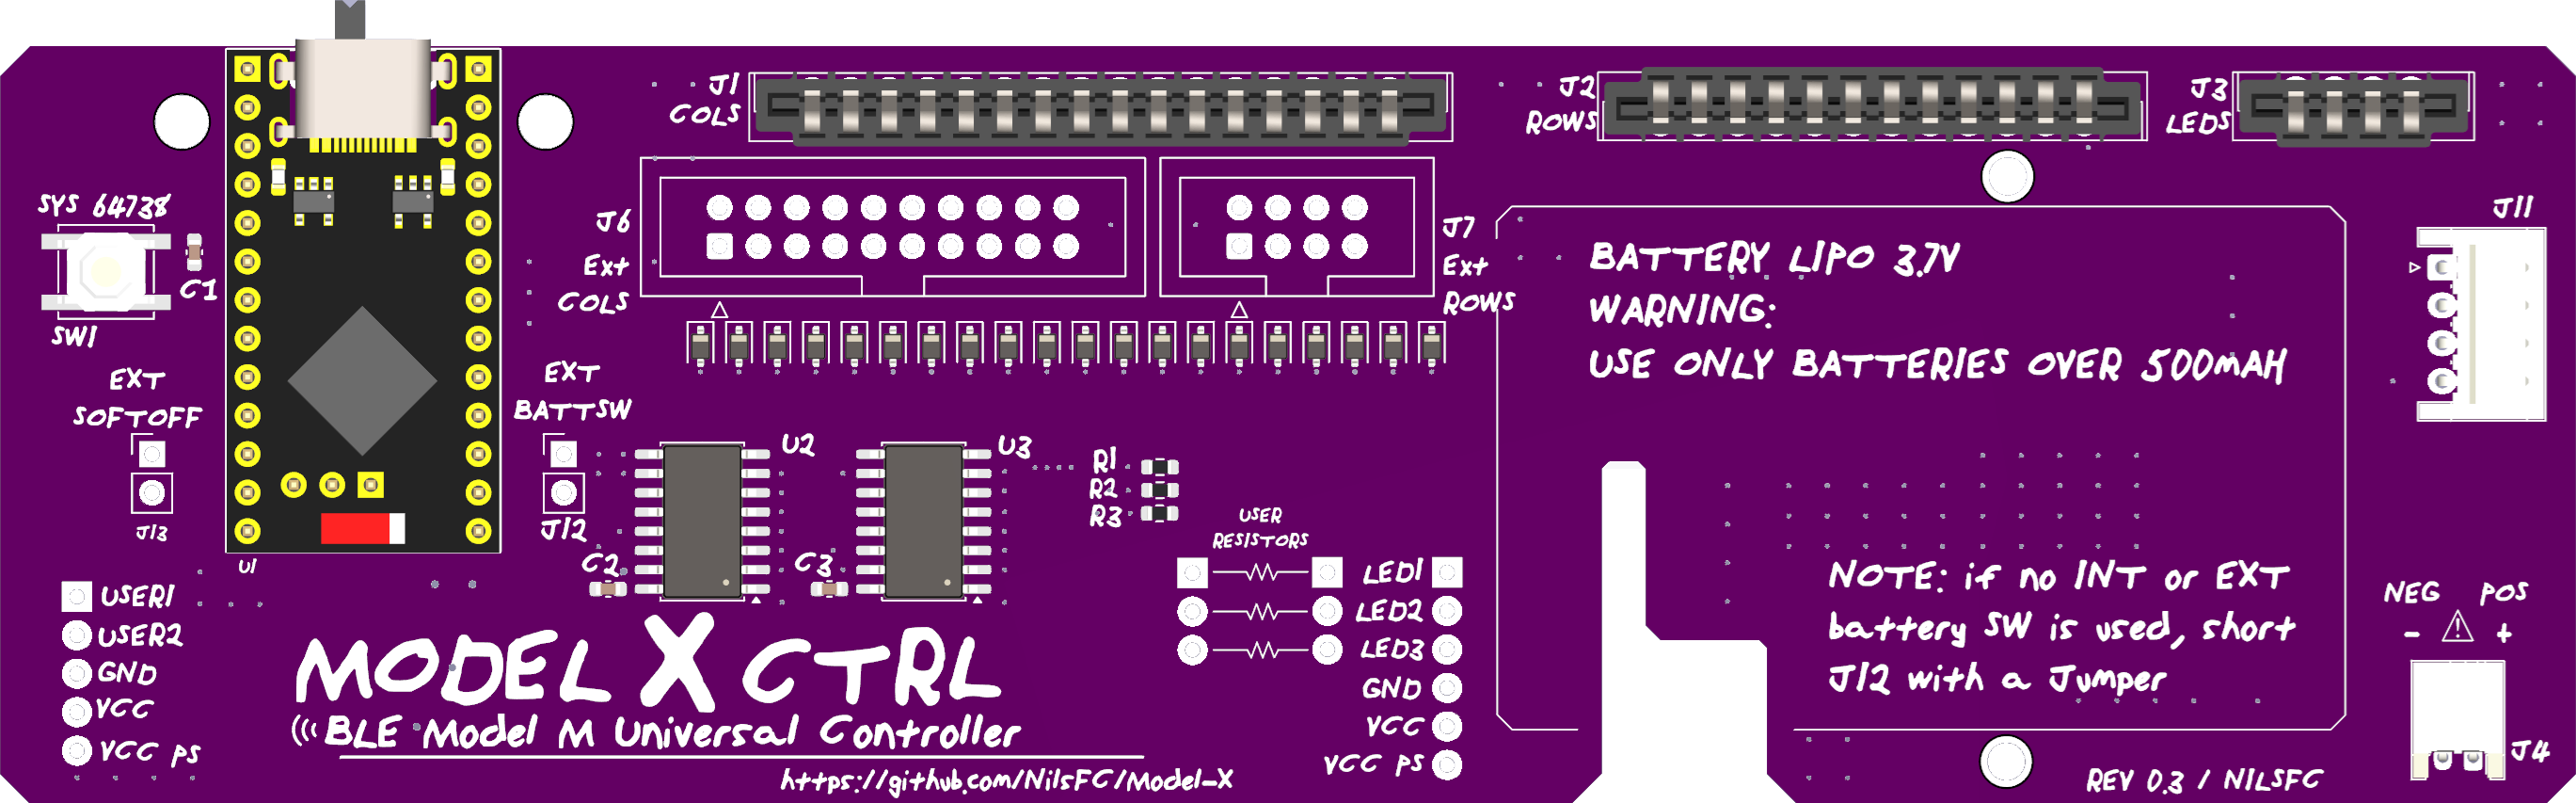 J1
COLS
J2
ROWS
J3
LEDS
SYS 64738
C1
SW1
J6
Ext
COLS
J7
Ext
ROWS
BATTERY LIPO 3.7V
WARNING:
USE ONLY BATTERIES OVER 500mAH
J11
EXT
SOFTOFF
J13
EXT
BATTSW
J12
U1
U2
U3
C2
C3
R1
R2
R3
USER
RESISTORS
LED1
LED2
LED3
GND
VCC
VCC PS
USER1
USER2
GND
VCC
VCC PS
MODEL X CTRL
BLE Model M Universal Controller
https://github.com/NilsFC/Model-X
NOTE: if no INT or EXT
battery SW is used, short
J12 with a Jumper
NEG POS
- +
J4
REV 0.3 / NILSFC